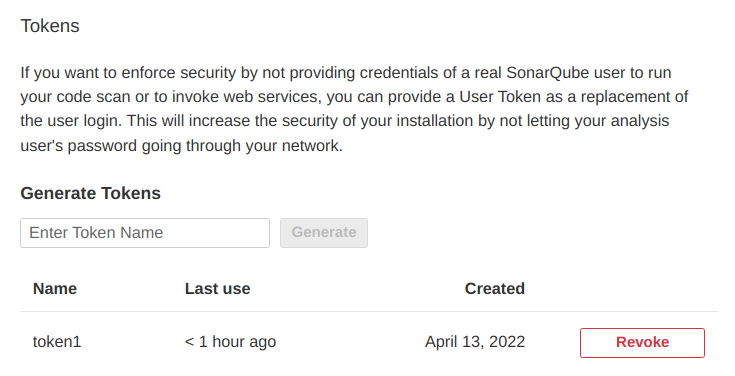 Tokens
If you want to enforce security by not providing credentials of a real SonarQube user to run
your code scan or to invoke web services, you can provide a User Token as a replacement of
the user login. This will increase the security of your installation by not letting your analysis
user's password going through your network.
Generate Tokens
Enter Token Name Generate
Name Last use Created
token1 < 1 hour ago April 13, 2022 Revoke